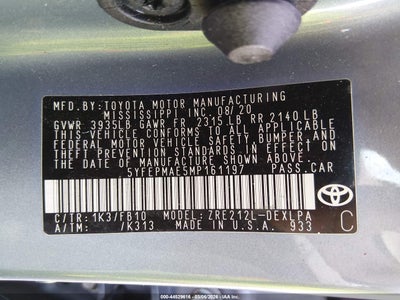 MFD.BY:TOYOTA MOTOR MANUFACTURING
MISSISSIPPI INC. 08/20
GVWR 3935LB GAWR FR 2315LB RR 2140LB
THIS VEHICLE CONFORMS TO ALL APPLICABLE
FEDERAL MOTOR VEHICLE SAFETY, BUMPER, AND
THEFT PREVENTION STANDARDS IN EFFECT ON
THE DATE OF MANUFACTURE SHOWN ABOVE.
5YFEPMAE5MP161197 PASS.CAR
C/TR:1K3/FB10 MODEL:ZRE212L-DEXLPA
A/TM: /K313 MADE IN U.S.A. 933
TOYOTA
C